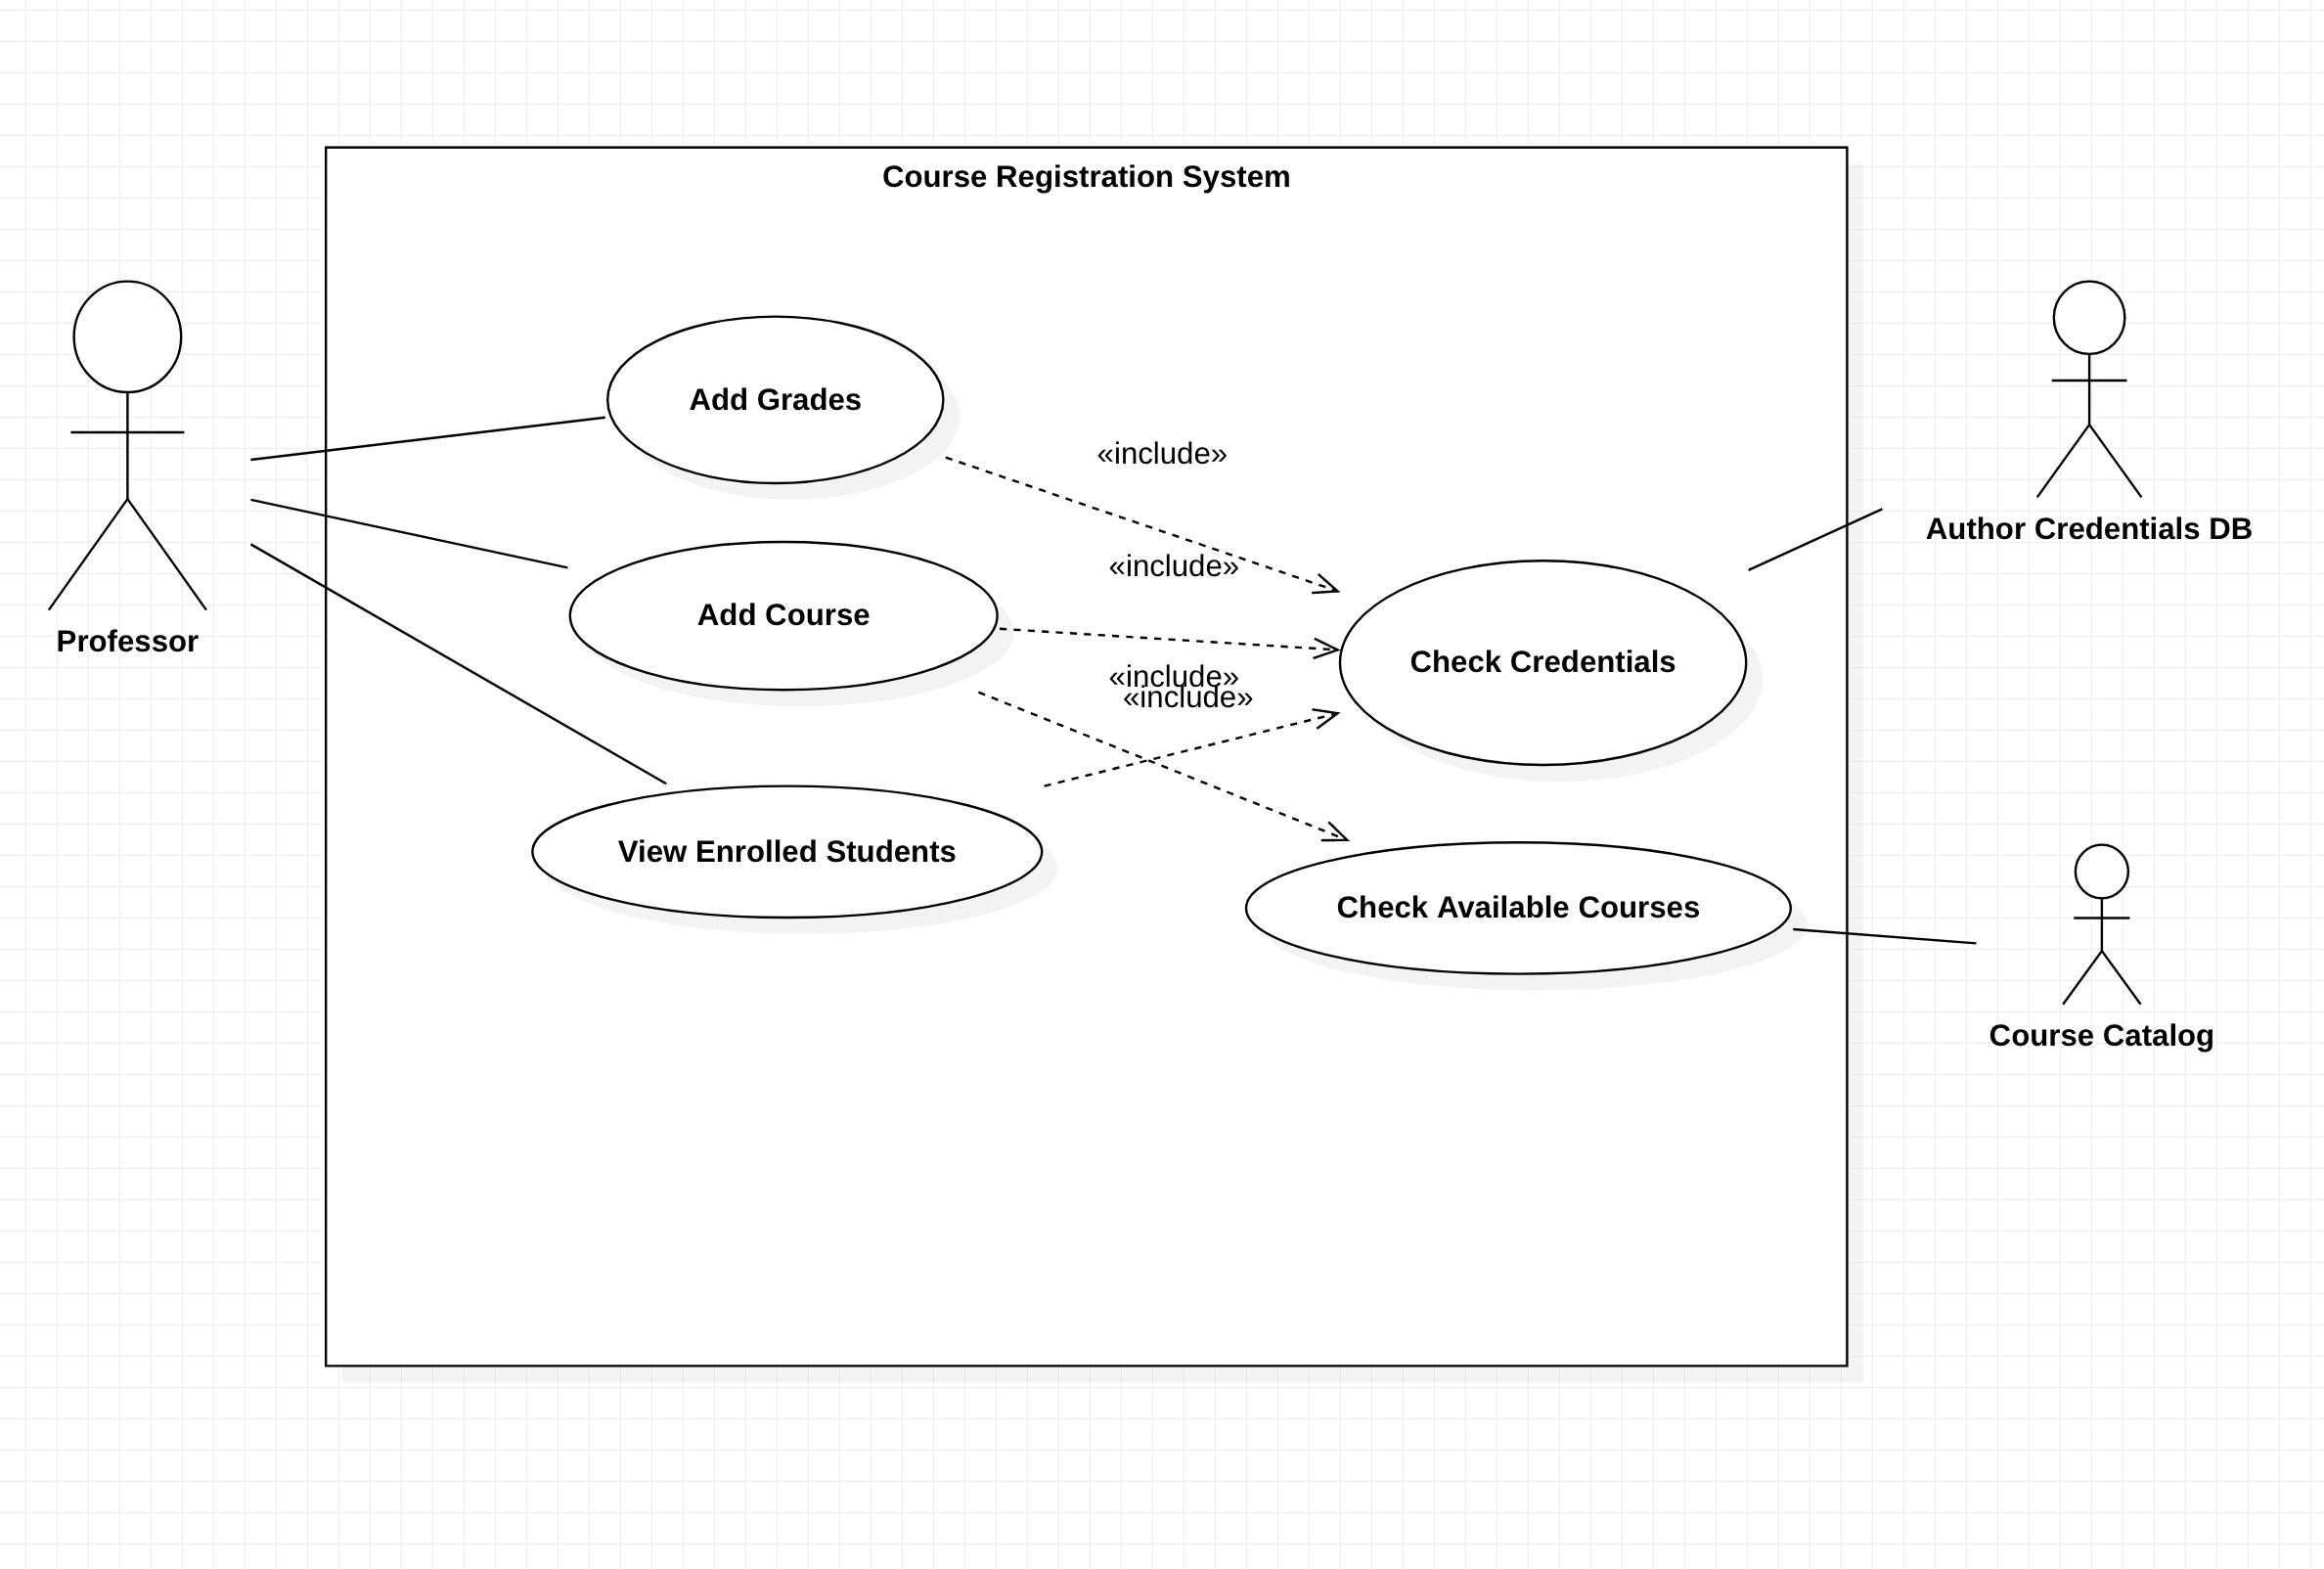 Course Registration System
Add Grades
«include»
Author Credentials DB
«include»
Add Course
Professor
Check Credentials
«include»
«include»
View Enrolled Students
Check Available Courses
Course Catalog